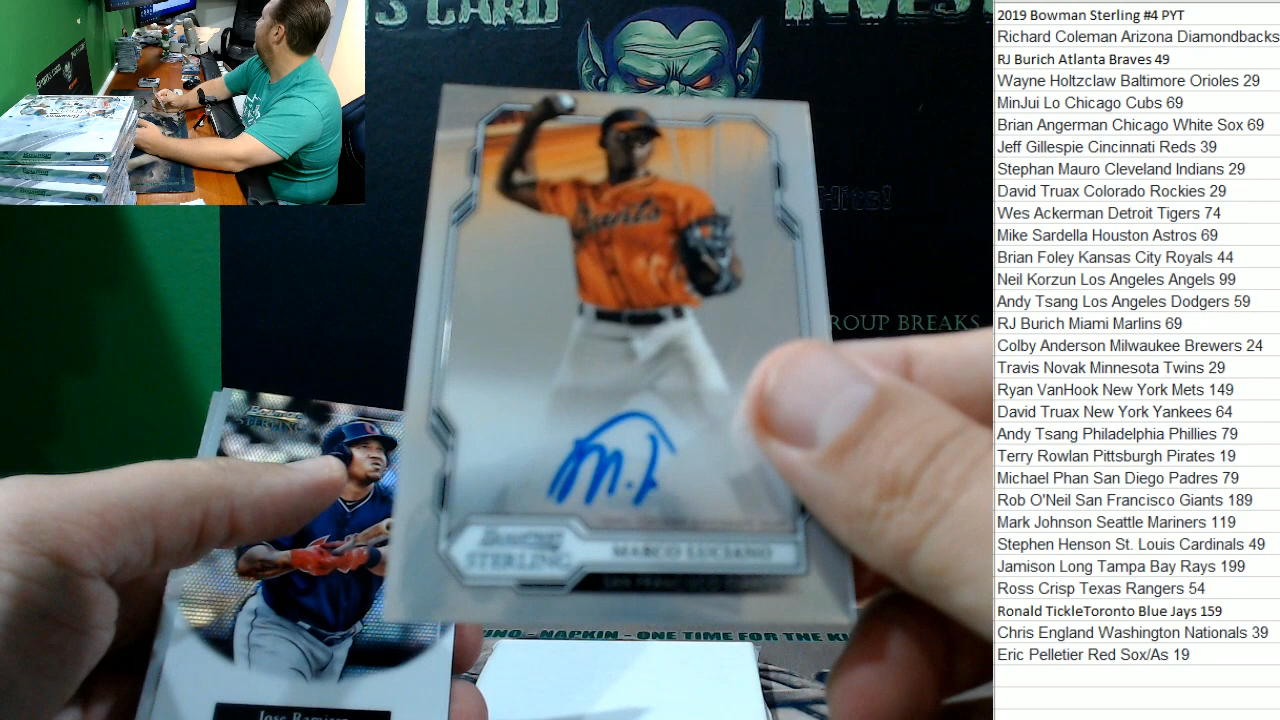 S CARD INVES
Hits!
ROUP BREAKS
Giants
M.L
BOWMAN
STERLING
MARCO LUCIANO
BOWMAN
STERLING
Jose Ramirez
- NAPKIN - ONE TIME FOR THE KI
2019 Bowman Sterling #4 PYT
Richard Coleman Arizona Diamondbacks
RJ Burich Atlanta Braves 49
Wayne Holtzclaw Baltimore Orioles 29
MinJui Lo Chicago Cubs 69
Brian Angerman Chicago White Sox 69
Jeff Gillespie Cincinnati Reds 39
Stephan Mauro Cleveland Indians 29
David Truax Colorado Rockies 29
Wes Ackerman Detroit Tigers 74
Mike Sardella Houston Astros 69
Brian Foley Kansas City Royals 44
Neil Korzun Los Angeles Angels 99
Andy Tsang Los Angeles Dodgers 59
RJ Burich Miami Marlins 69
Colby Anderson Milwaukee Brewers 24
Travis Novak Minnesota Twins 29
Ryan VanHook New York Mets 149
David Truax New York Yankees 64
Andy Tsang Philadelphia Phillies 79
Terry Rowlan Pittsburgh Pirates 19
Michael Phan San Diego Padres 79
Rob O'Neil San Francisco Giants 189
Mark Johnson Seattle Mariners 119
Stephen Henson St. Louis Cardinals 49
Jamison Long Tampa Bay Rays 199
Ross Crisp Texas Rangers 54
Ronald TickleToronto Blue Jays 159
Chris England Washington Nationals 39
Eric Pelletier Red Sox/As 19